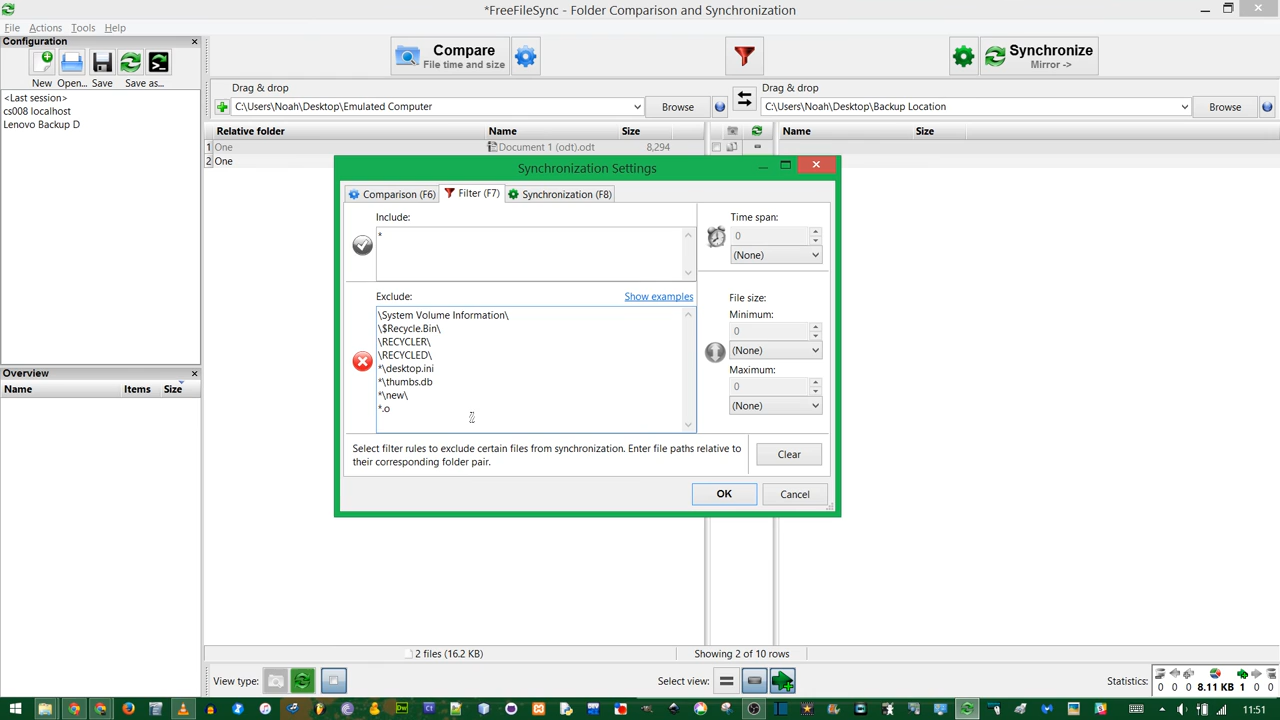 *FreeFileSync - Folder Comparison and Synchronization
File Actions Tools Help
Configuration
New Open... Save Save as...
<Last session>
cs008 localhost
Lenovo Backup D
Compare
File time and size
Synchronize
Mirror ->
Drag & drop
C:\Users\Noah\Desktop\Emulated Computer
Browse
Drag & drop
C:\Users\Noah\Desktop\Backup Location
Browse
Relative folder Name Size
Name Size
1 One Document 1 (odt).odt 8,294
2 One
Synchronization Settings
Comparison (F6) Filter (F7) Synchronization (F8)
Include:
*
Exclude: Show examples
\System Volume Information\
\$Recycle.Bin\
\RECYCLER\
\RECYCLED\
*\desktop.ini
*\thumbs.db
*\new\
*.o
Time span:
0
(None)
File size:
Minimum:
0
(None)
Maximum:
0
(None)
Select filter rules to exclude certain files from synchronization. Enter file paths relative to
their corresponding folder pair.
Clear
OK Cancel
Overview
Name Items Size
2 files (16.2 KB)
Showing 2 of 10 rows
View type:
Select view:
Statistics:
0 0 0 8.11 KB 1 0 0
11:51